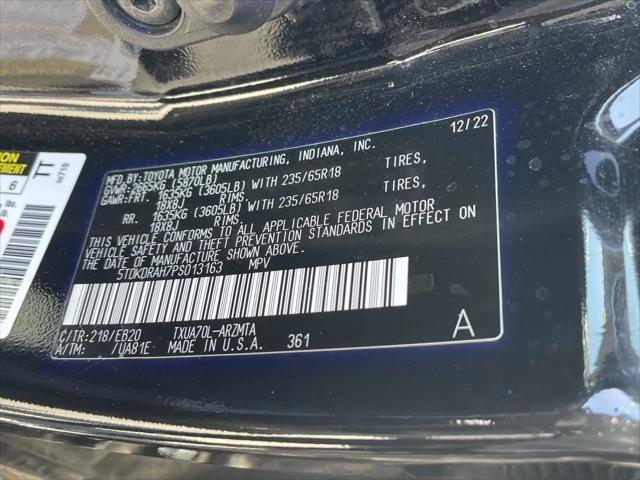 12/22
MFD.BY:TOYOTA MOTOR MANUFACTURING, INDIANA, INC.
GVWR:2665KG (5870LB)
GAWR:FRT. 1635KG (3605LB) WITH 235/65R18 TIRES,
18X8J RIMS,
RR. 1635KG (3605LB) WITH 235/65R18 TIRES,
18X8J RIMS
THIS VEHICLE CONFORMS TO ALL APPLICABLE FEDERAL MOTOR
VEHICLE SAFETY AND THEFT PREVENTION STANDARDS IN EFFECT ON
THE DATE OF MANUFACTURE SHOWN ABOVE.
5TDKDRAH7PS013163 MPV
C/TR:218/EB20 TXUA70L-ARZMTA A
A/TM: /UA81E MADE IN U.S.A. 361
6
TT